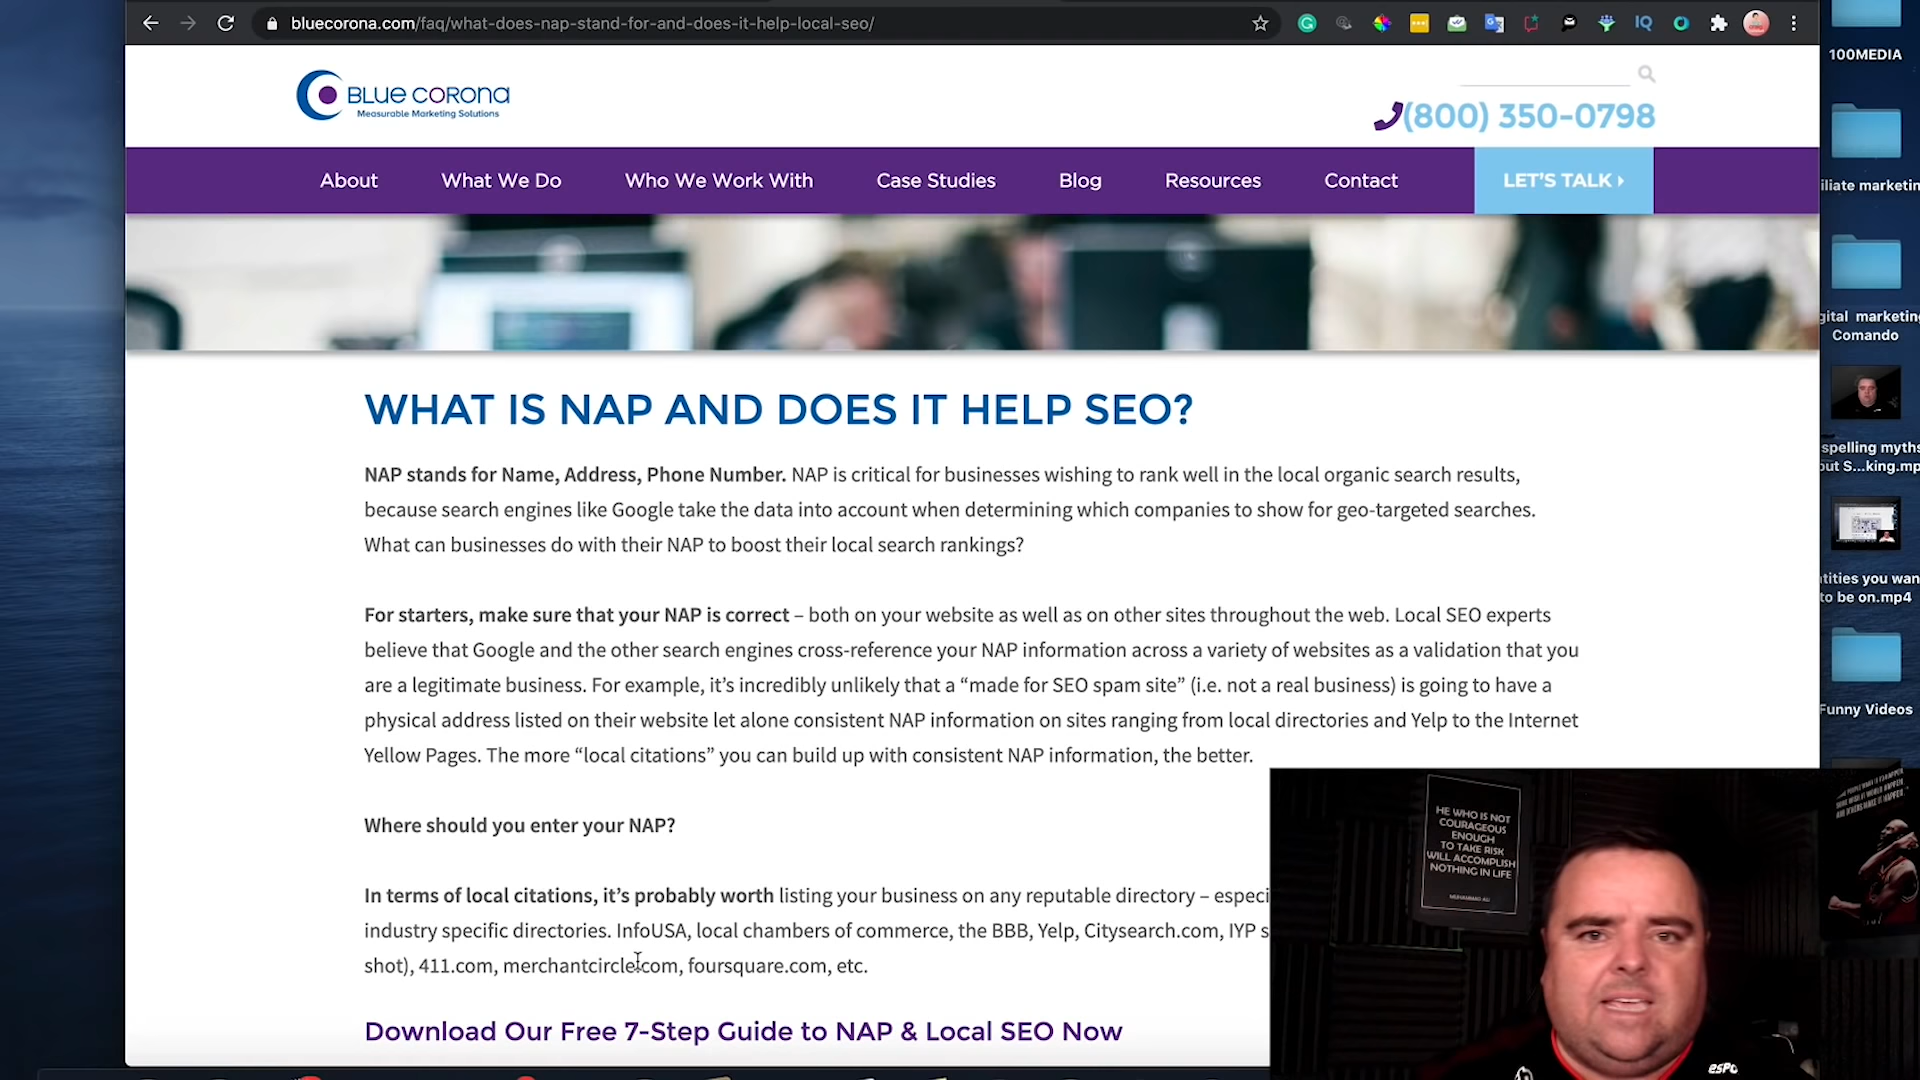 bluecorona.com/faq/what-does-nap-stand-for-and-does-it-help-local-seo/
IQ
100MEDIA
BLUE CORONA
Measurable Marketing Solutions
(800) 350-0798
About What We Do Who We Work With Case Studies Blog Resources Contact LET'S TALK
iliate marketin
gital marketing
Comando
WHAT IS NAP AND DOES IT HELP SEO?
NAP stands for Name, Address, Phone Number. NAP is critical for businesses wishing to rank well in the local organic search results,
because search engines like Google take the data into account when determining which companies to show for geo-targeted searches.
What can businesses do with their NAP to boost their local search rankings?
spelling myths
out S...king.mp
For starters, make sure that your NAP is correct – both on your website as well as on other sites throughout the web. Local SEO experts
believe that Google and the other search engines cross-reference your NAP information across a variety of websites as a validation that you
are a legitimate business. For example, it's incredibly unlikely that a “made for SEO spam site” (i.e. not a real business) is going to have a
physical address listed on their website let alone consistent NAP information on sites ranging from local directories and Yelp to the Internet
Yellow Pages. The more “local citations” you can build up with consistent NAP information, the better.
tities you wan
to be on.mp4
Funny Videos
Where should you enter your NAP?
In terms of local citations, it's probably worth listing your business on any reputable directory – especi
industry specific directories. InfoUSA, local chambers of commerce, the BBB, Yelp, Citysearch.com, IYP s
shot), 411.com, merchantcircle.com, foursquare.com, etc.
Download Our Free 7-Step Guide to NAP & Local SEO Now
HE WHO IS NOT
COURAGEOUS
ENOUGH
TO TAKE RISK
WILL ACCOMPLISH
NOTHING IN LIFE
MUHAMMAD ALI